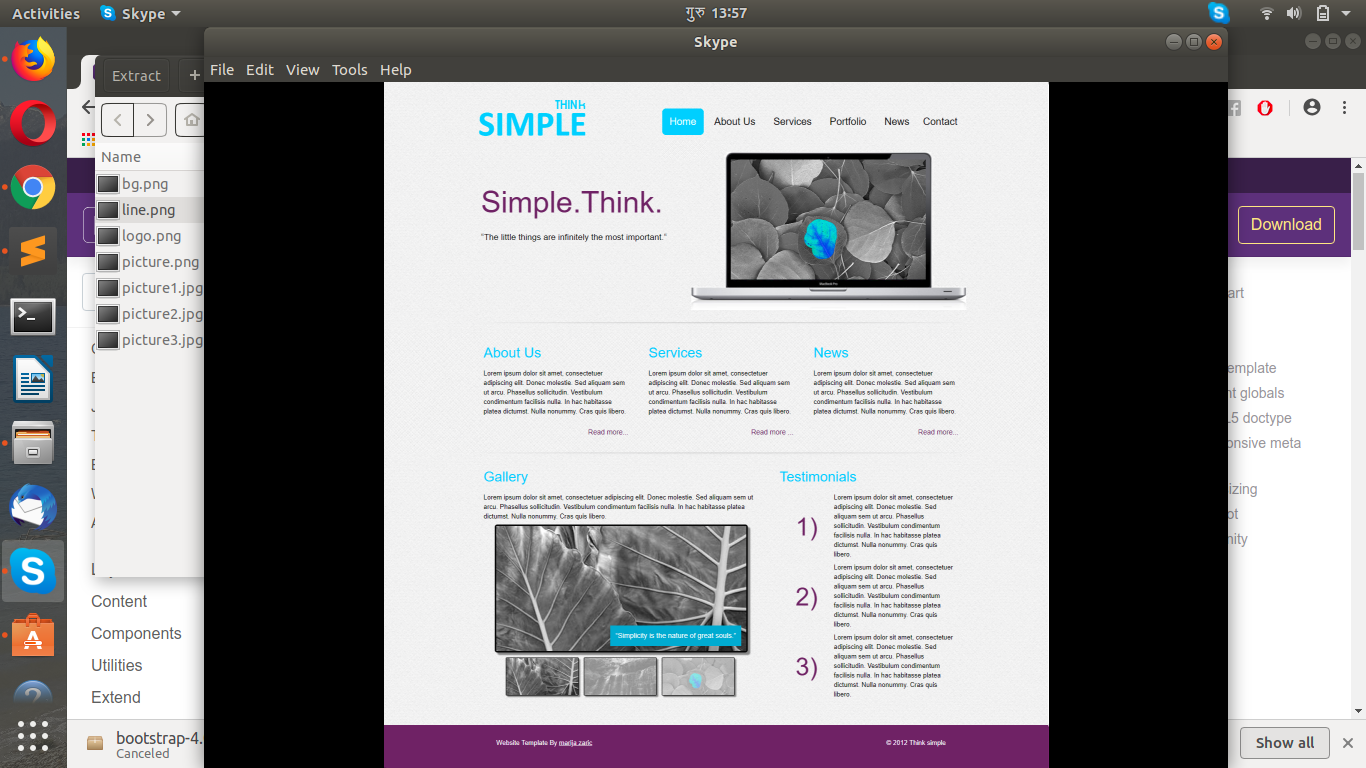 Activities
Skype
गुरु 13:57
Skype
File Edit View Tools Help
Extract
Name
bg.png
line.png
logo.png
picture.png
picture1.jpg
picture2.jpg
picture3.jpg
Content
Components
Utilities
Extend
bootstrap-4.
Canceled
THINK
SIMPLE
Home About Us Services Portfolio News Contact
Simple.Think.
"The little things are infinitely the most important."
MacBook Pro
About Us
Lorem ipsum dolor sit amet, consectetuer
adipiscing elit. Donec molestie. Sed aliquam sem
ut arcu. Phasellus sollicitudin. Vestibulum
condimentum facilisis nulla. In hac habitasse
platea dictumst. Nulla nonummy. Cras quis libero.
Read more...
Services
Lorem ipsum dolor sit amet, consectetuer
adipiscing elit. Donec molestie. Sed aliquam sem
ut arcu. Phasellus sollicitudin. Vestibulum
condimentum facilisis nulla. In hac habitasse
platea dictumst. Nulla nonummy. Cras quis libero.
Read more ...
News
Lorem ipsum dolor sit amet, consectetuer
adipiscing elit. Donec molestie. Sed aliquam sem
ut arcu. Phasellus sollicitudin. Vestibulum
condimentum facilisis nulla. In hac habitasse
platea dictumst. Nulla nonummy. Cras quis libero.
Read more...
Gallery
Lorem ipsum dolor sit amet, consectetuer adipiscing elit. Donec molestie. Sed aliquam sem ut
arcu. Phasellus sollicitudin. Vestibulum condimentum facilisis nulla. In hac habitasse platea
dictumst. Nulla nonummy. Cras quis libero.
"Simplicity is the nature of great souls."
Testimonials
1)
Lorem ipsum dolor sit amet, consectetuer
adipiscing elit. Donec molestie. Sed
aliquam sem ut arcu. Phasellus
sollicitudin. Vestibulum condimentum
facilisis nulla. In hac habitasse platea
dictumst. Nulla nonummy. Cras quis
libero.
2)
Lorem ipsum dolor sit amet, consectetuer
adipiscing elit. Donec molestie. Sed
aliquam sem ut arcu. Phasellus
sollicitudin. Vestibulum condimentum
facilisis nulla. In hac habitasse platea
dictumst. Nulla nonummy. Cras quis
libero.
3)
Lorem ipsum dolor sit amet, consectetuer
adipiscing elit. Donec molestie. Sed
aliquam sem ut arcu. Phasellus
sollicitudin. Vestibulum condimentum
facilisis nulla. In hac habitasse platea
dictumst. Nulla nonummy. Cras quis
libero.
Website Template By marija zaric
© 2012 Think simple
Download
art
emplate
nt globals
5 doctype
onsive meta
izing
ot
nity
Show all